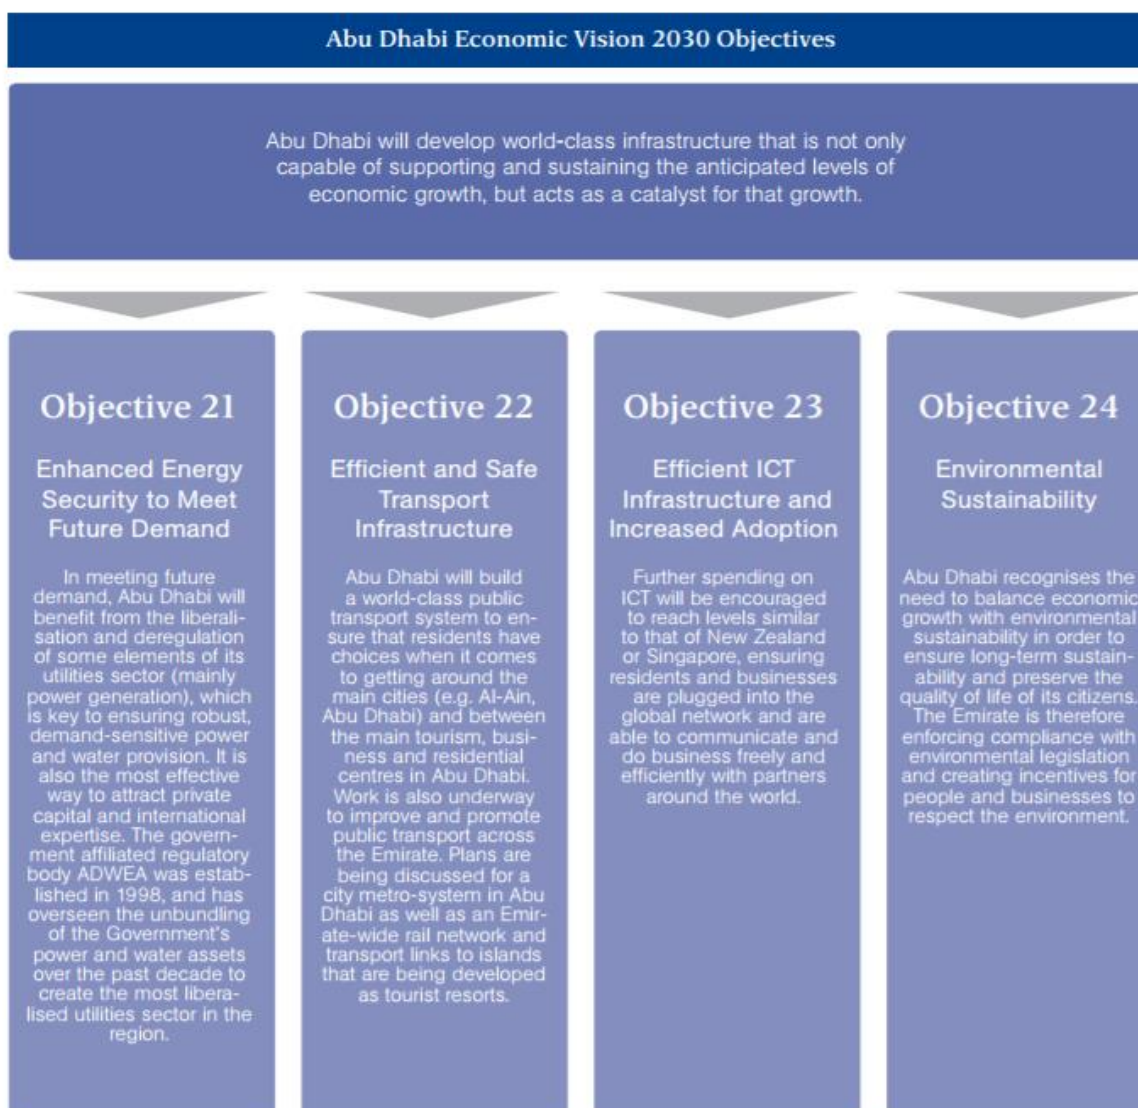 Abu Dhabi Economic Vision 2030 Objectives
Abu Dhabi will develop world-class infrastructure that is not only
capable of supporting and sustaining the anticipated levels of
economic growth, but acts as a catalyst for that growth.
Objective 21
Enhanced Energy
Security to Meet
Future Demand
In meeting future
demand, Abu Dhabi will
benefit from the liberali-
sation and deregulation
of some elements of its
utilities sector (mainly
power generation), which
is key to ensuring robust,
demand-sensitive power
and water provision. It is
also the most effective
way to attract private
capital and international
expertise. The govern-
ment affiliated regulatory
body ADWEA was estab-
lished in 1998, and has
overseen the unbundling
of the Government's
power and water assets
over the past decade to
create the most libera-
lised utilities sector in the
region.
Objective 22
Efficient and Safe
Transport
Infrastructure
Abu Dhabi will build
a world-class public
transport system to en-
sure that residents have
choices when it comes
to getting around the
main cities (e.g. Al-Ain,
Abu Dhabi) and between
the main tourism, busi-
ness and residential
centres in Abu Dhabi.
Work is also underway
to improve and promote
public transport across
the Emirate. Plans are
being discussed for a
city metro-system in Abu
Dhabi as well as an Emir-
ate-wide rail network and
transport links to islands
that are being developed
as tourist resorts.
Objective 23
Efficient ICT
Infrastructure and
Increased Adoption
Further spending on
ICT will be encouraged
to reach levels similar
to that of New Zealand
or Singapore, ensuring
residents and businesses
are plugged into the
global network and are
able to communicate and
do business freely and
efficiently with partners
around the world.
Objective 24
Environmental
Sustainability
Abu Dhabi recognises the
need to balance economic
growth with environmental
sustainability in order to
ensure long-term sustain-
ability and preserve the
quality of life of its citizens.
The Emirate is therefore
enforcing compliance with
environmental legislation
and creating incentives for
people and businesses to
respect the environment.